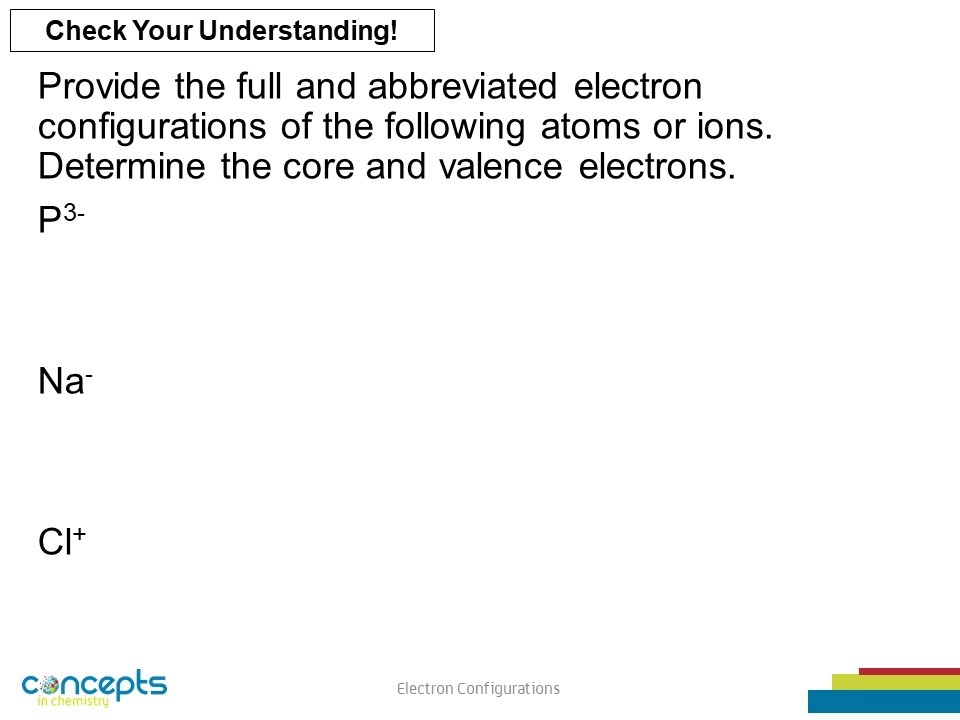 Check Your Understanding!
Provide the full and abbreviated electron
configurations of the following atoms or ions.
Determine the core and valence electrons.
P³⁻
Na⁻
Cl⁺
concepts
in chemistry
Electron Configurations